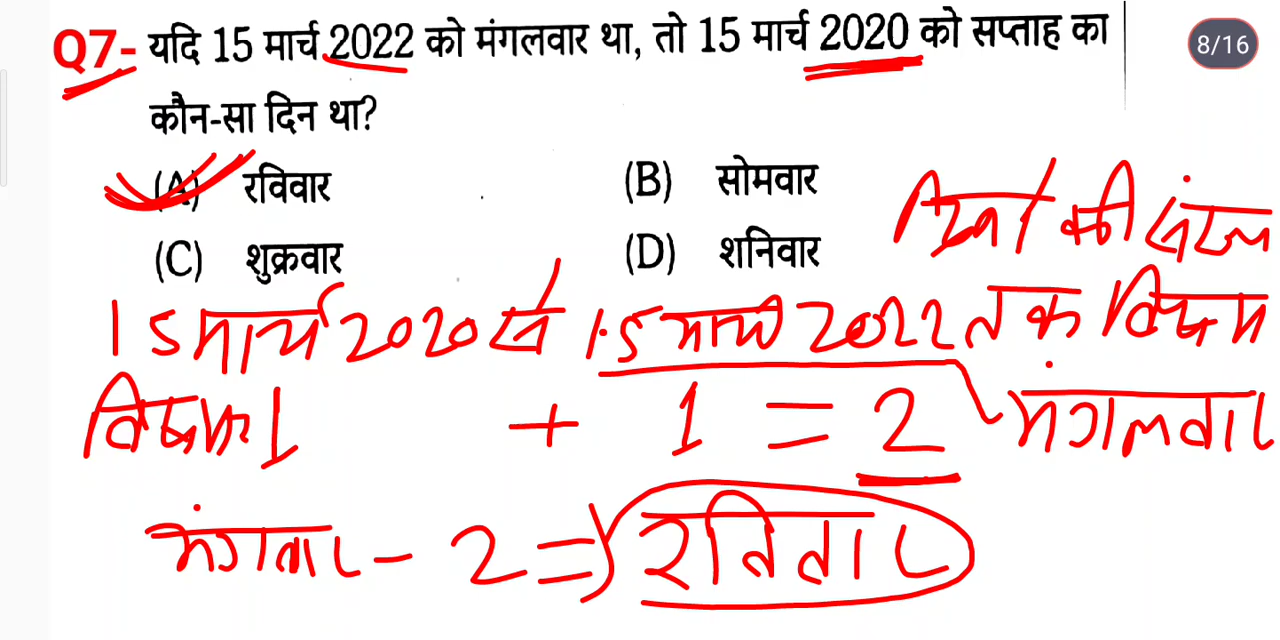 Q7- यदि 15 मार्च 2022 को मंगलवार था, तो 15 मार्च 2020 को सप्ताह का
8/16
कौन-सा दिन था?
(A) रविवार (B) सोमवार
(C) शुक्रवार (D) शनिवार
की
15 मार्च 2020 से 15 मार्च 2022 तक विषम
+ 1 = 2 मंगलवार
- 2 =) रविवार